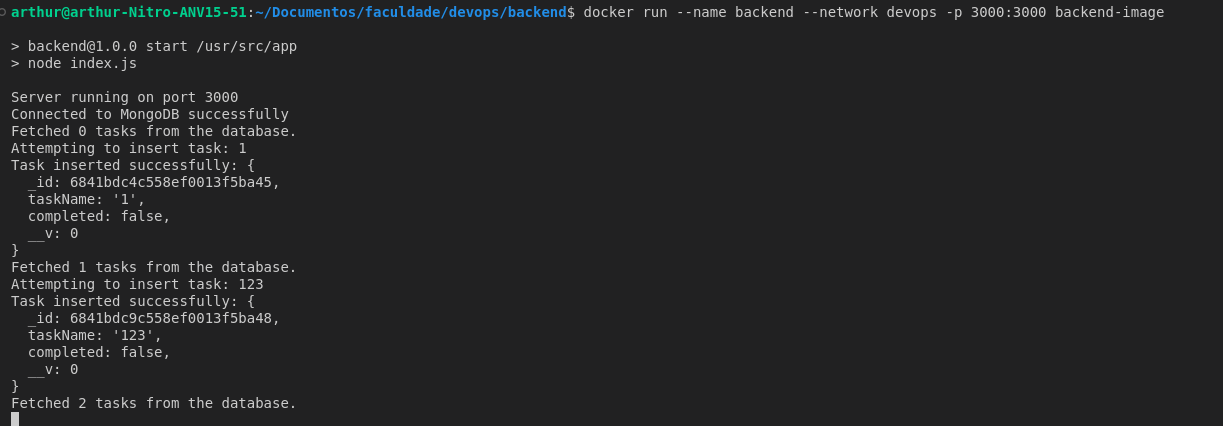 arthur@arthur-Nitro-ANV15-51:~/Documentos/faculdade/devops/backend$ docker run --name backend --network devops -p 3000:3000 backend-image
> backend@1.0.0 start /usr/src/app
> node index.js
Server running on port 3000
Connected to MongoDB successfully
Fetched 0 tasks from the database.
Attempting to insert task: 1
Task inserted successfully: {
  _id: 6841bdc4c558ef0013f5ba45,
  taskName: '1',
  completed: false,
  __v: 0
}
Fetched 1 tasks from the database.
Attempting to insert task: 123
Task inserted successfully: {
  _id: 6841bdc9c558ef0013f5ba48,
  taskName: '123',
  completed: false,
  __v: 0
}
Fetched 2 tasks from the database.